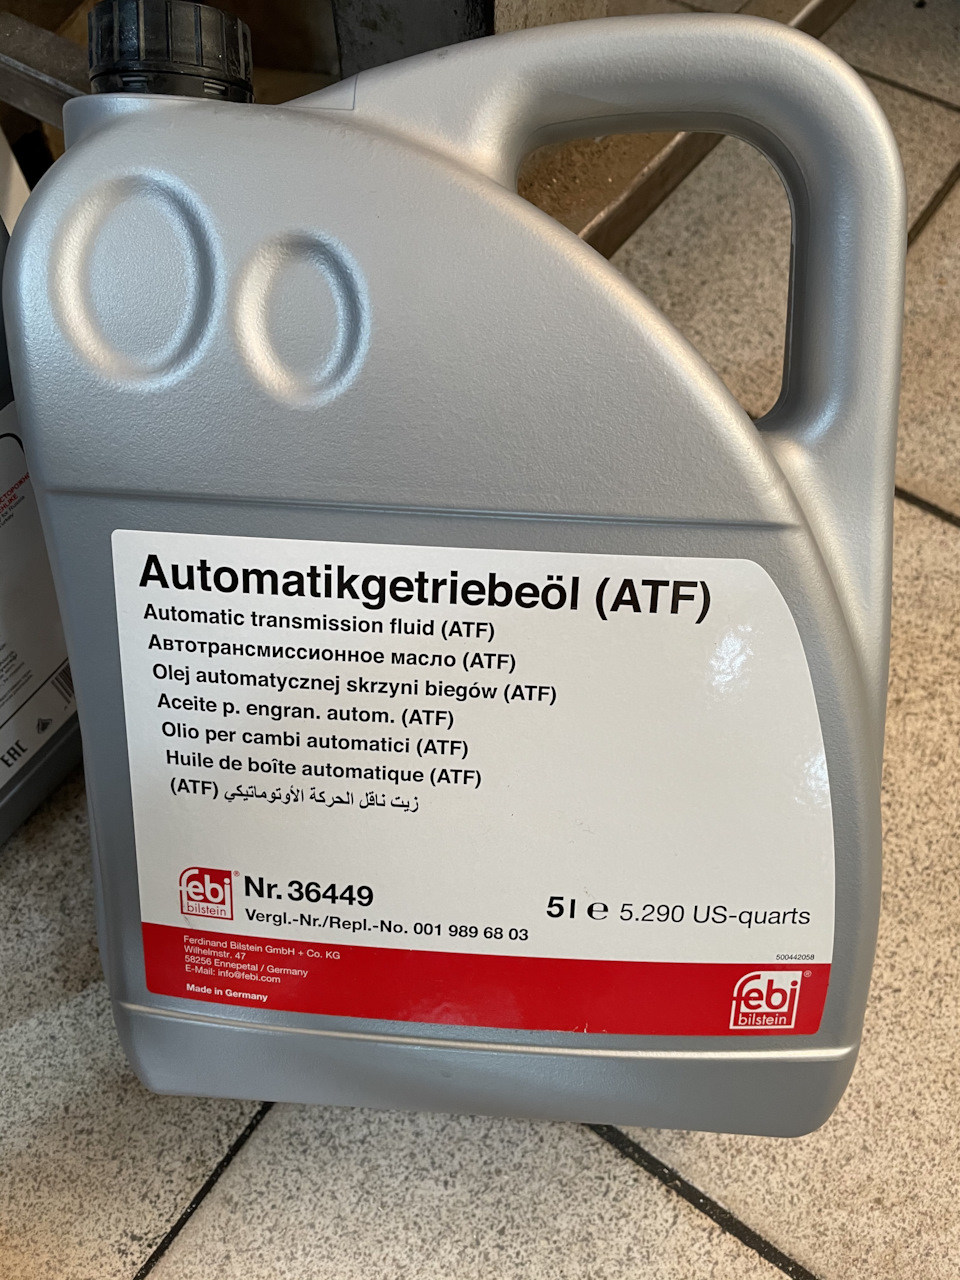 Automatikgetriebeöl (ATF)
Automatic transmission fluid (ATF)
Автотрансмиссионное масло (ATF)
Olej automatycznej skrzyni biegów (ATF)
Aceite p. engran. autom. (ATF)
Olio per cambi automatici (ATF)
Huile de boîte automatique (ATF)
زيت ناقل الحركة الأوتوماتيكي (ATF)
febi® Nr. 36449
bilstein
Vergl.-Nr./Repl.-No. 001 989 68 03
5 l e 5.290 US-quarts
500442058
Ferdinand Bilstein GmbH + Co. KG
Wilhelmstr. 47
58256 Ennepetal / Germany
E-Mail: info@febi.com
Made in Germany
febi®
bilstein
EAC